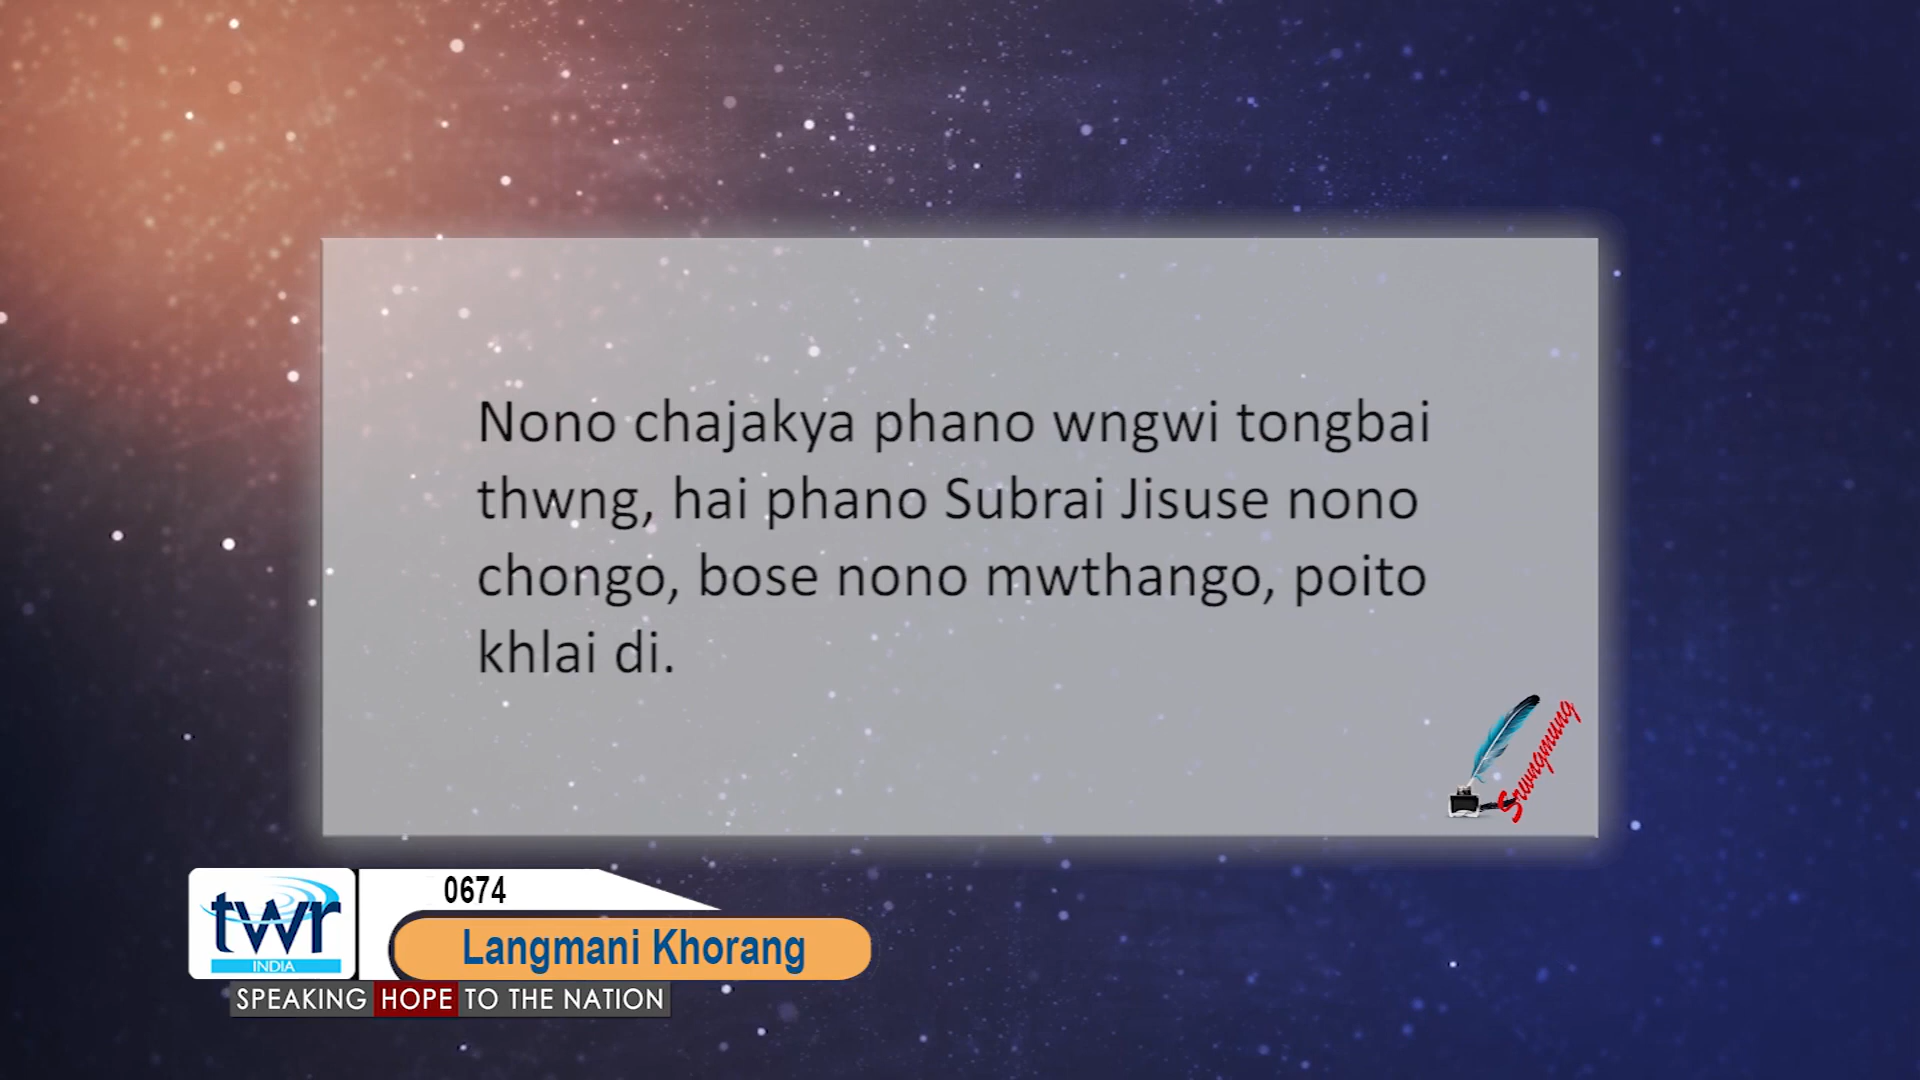 Nono chajakya phano wngwi tongbai
thwng, hai phano Subrai Jisuse nono
chongo, bose nono mwthango, poito
khlai di.
Srwngmung
twr
INDIA
0674
Langmani Khorang
SPEAKING HOPE TO THE NATION